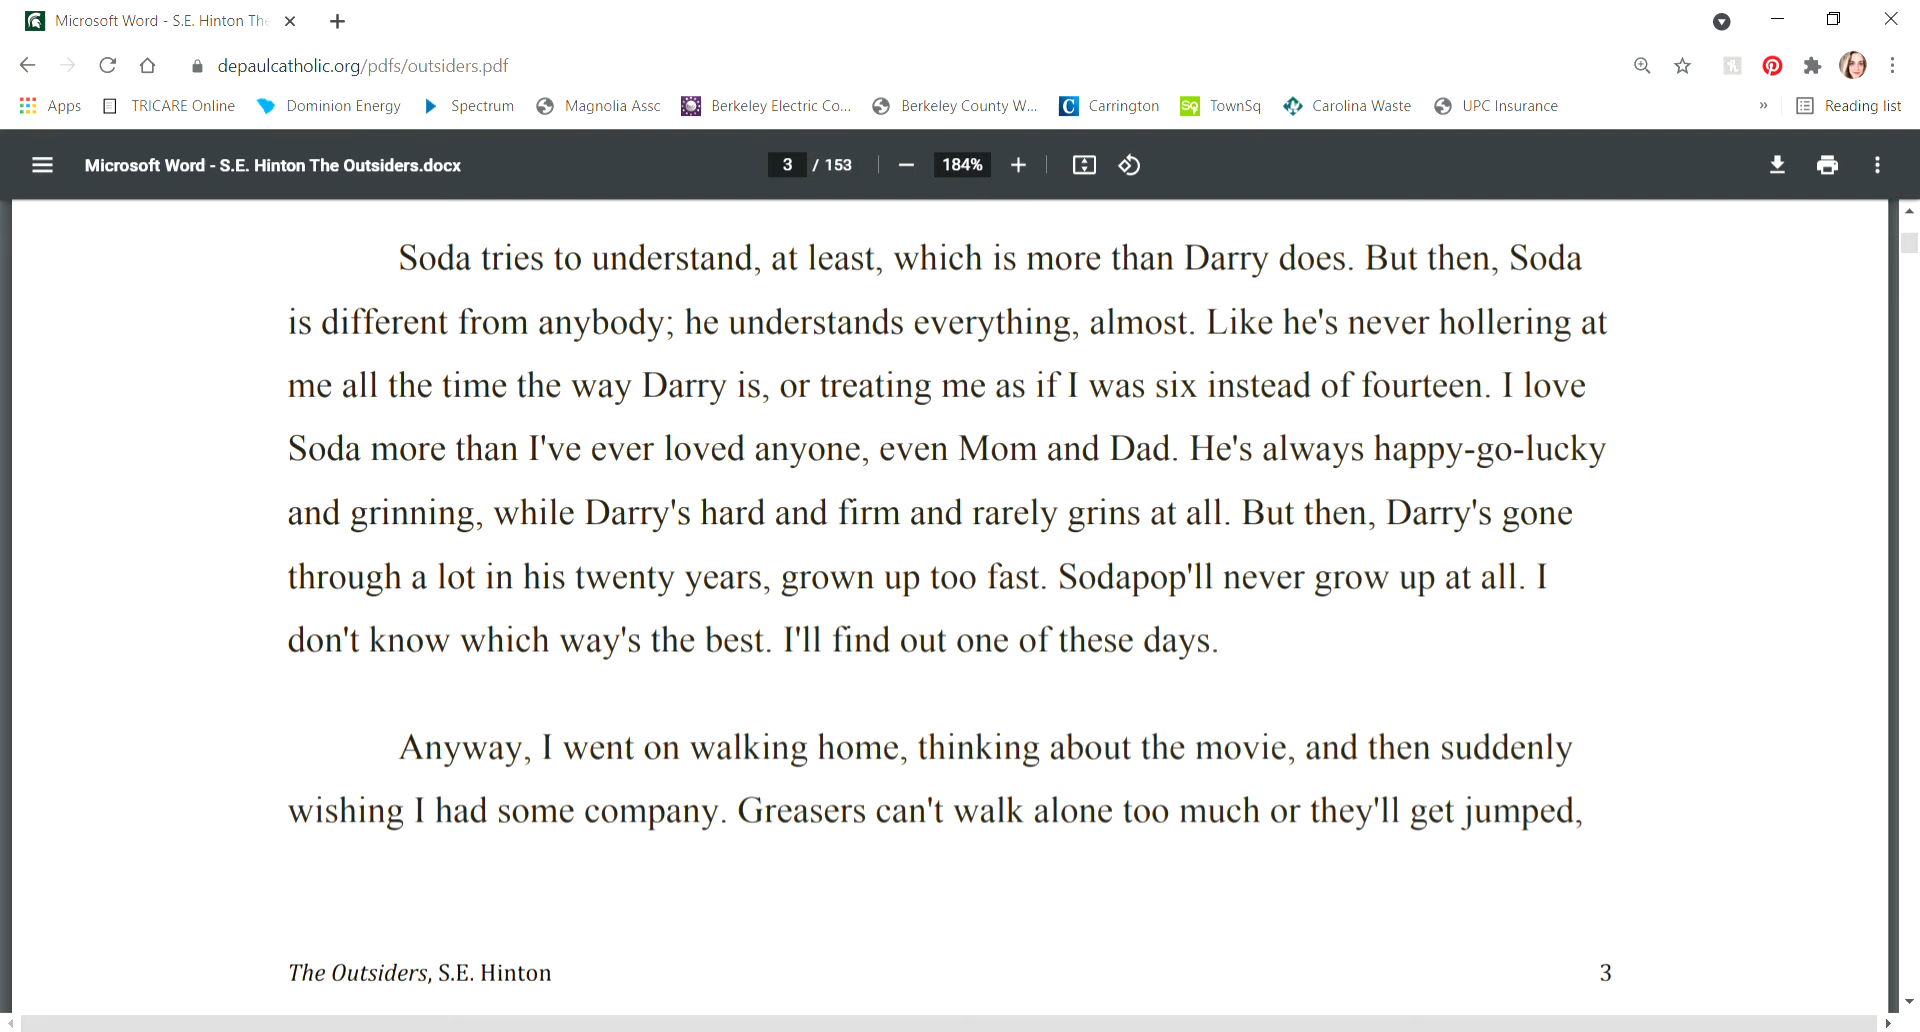 Microsoft Word - S.E. Hinton The
depaulcatholic.org/pdfs/outsiders.pdf
Apps TRICARE Online Dominion Energy Spectrum Magnolia Assc Berkeley Electric Co... Berkeley County W... C Carrington Sq TownSq Carolina Waste UPC Insurance » Reading list
Microsoft Word - S.E. Hinton The Outsiders.docx 3 / 153 184%
Soda tries to understand, at least, which is more than Darry does. But then, Soda
is different from anybody; he understands everything, almost. Like he's never hollering at
me all the time the way Darry is, or treating me as if I was six instead of fourteen. I love
Soda more than I've ever loved anyone, even Mom and Dad. He's always happy-go-lucky
and grinning, while Darry's hard and firm and rarely grins at all. But then, Darry's gone
through a lot in his twenty years, grown up too fast. Sodapop'll never grow up at all. I
don't know which way's the best. I'll find out one of these days.
Anyway, I went on walking home, thinking about the movie, and then suddenly
wishing I had some company. Greasers can't walk alone too much or they'll get jumped,
The Outsiders, S.E. Hinton 3